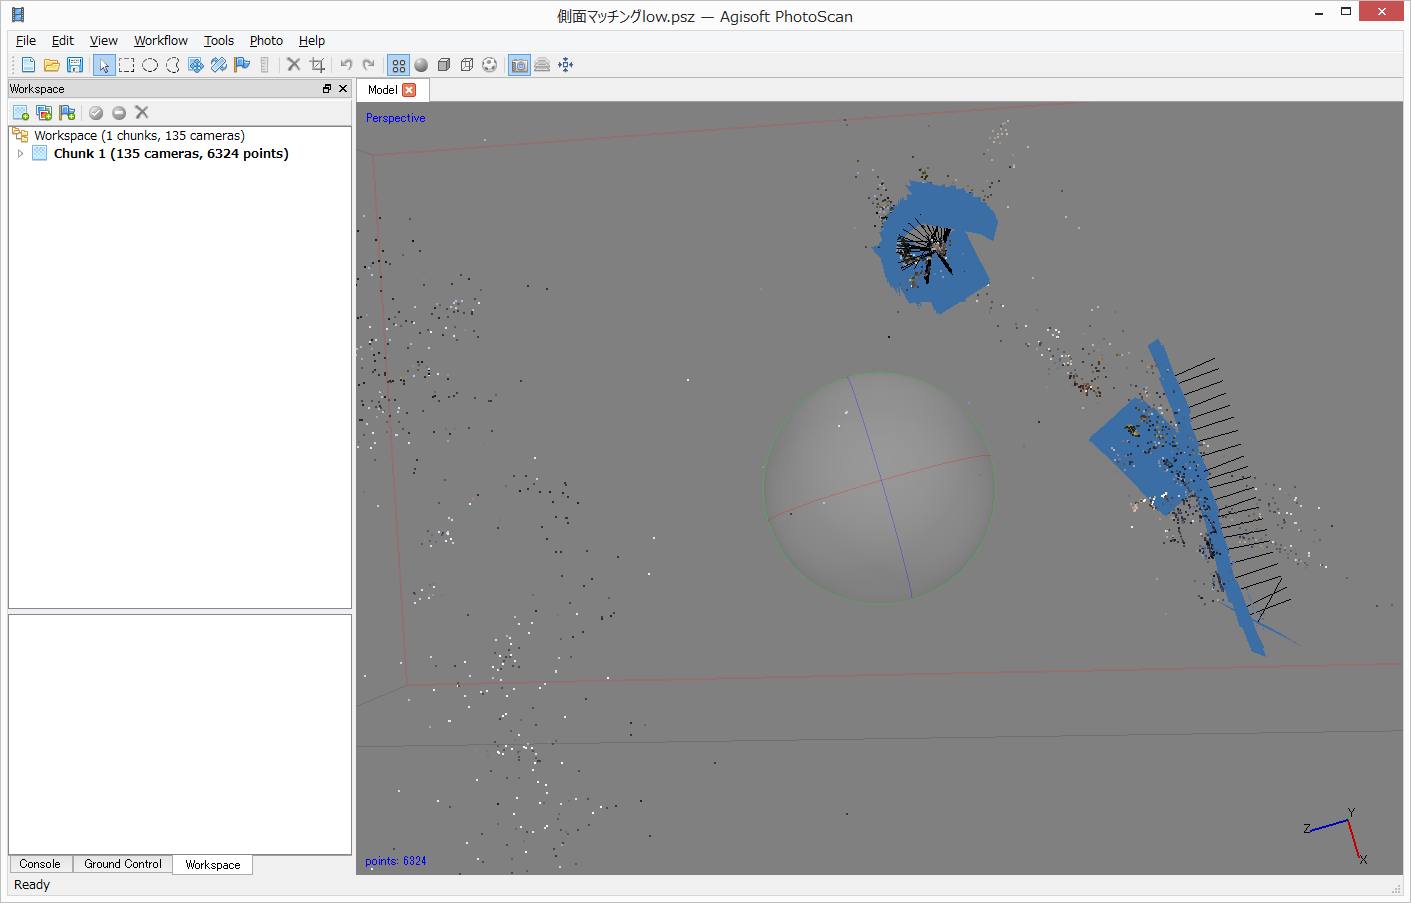 側面マッチングlow.psz — Agisoft PhotoScan
File Edit View Workflow Tools Photo Help
Workspace
Model
Perspective
Workspace (1 chunks, 135 cameras)
Chunk 1 (135 cameras, 6324 points)
Y
Z
X
points: 6324
Console Ground Control Workspace
Ready